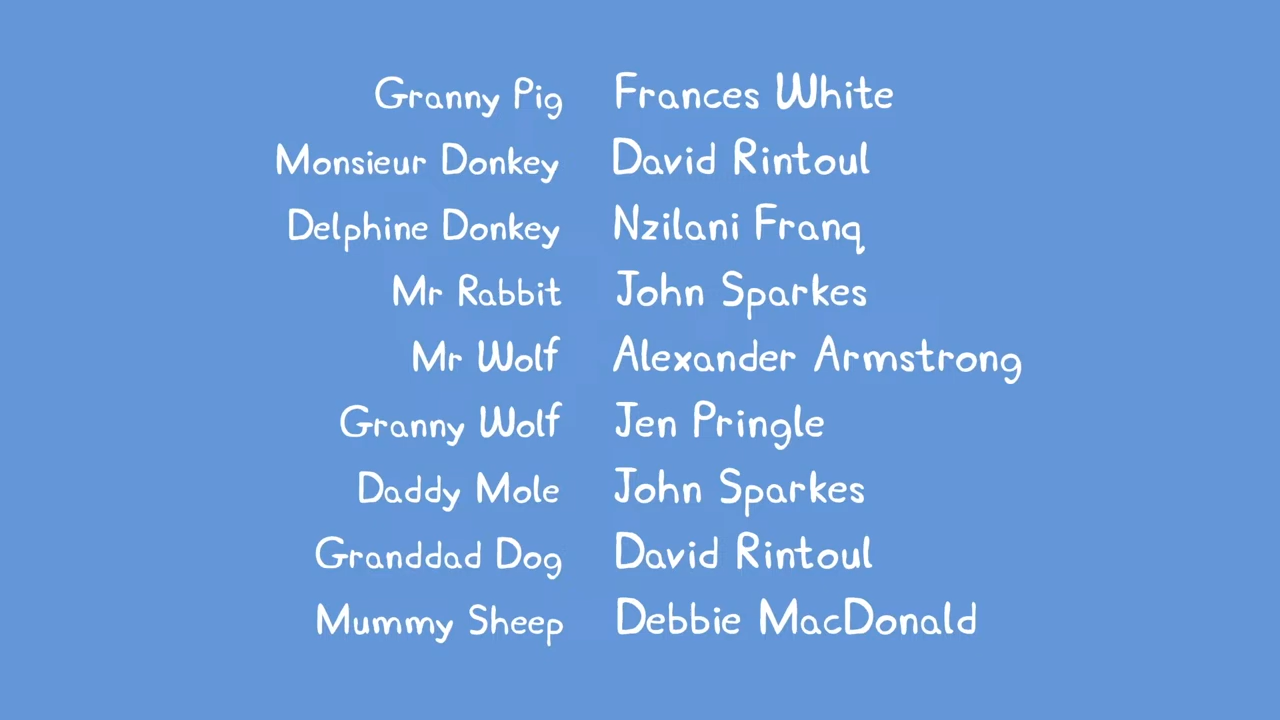 Granny Pig Frances White
Monsieur Donkey David Rintoul
Delphine Donkey Nzilani Franq
Mr Rabbit John Sparkes
Mr Wolf Alexander Armstrong
Granny Wolf Jen Pringle
Daddy Mole John Sparkes
Granddad Dog David Rintoul
Mummy Sheep Debbie MacDonald